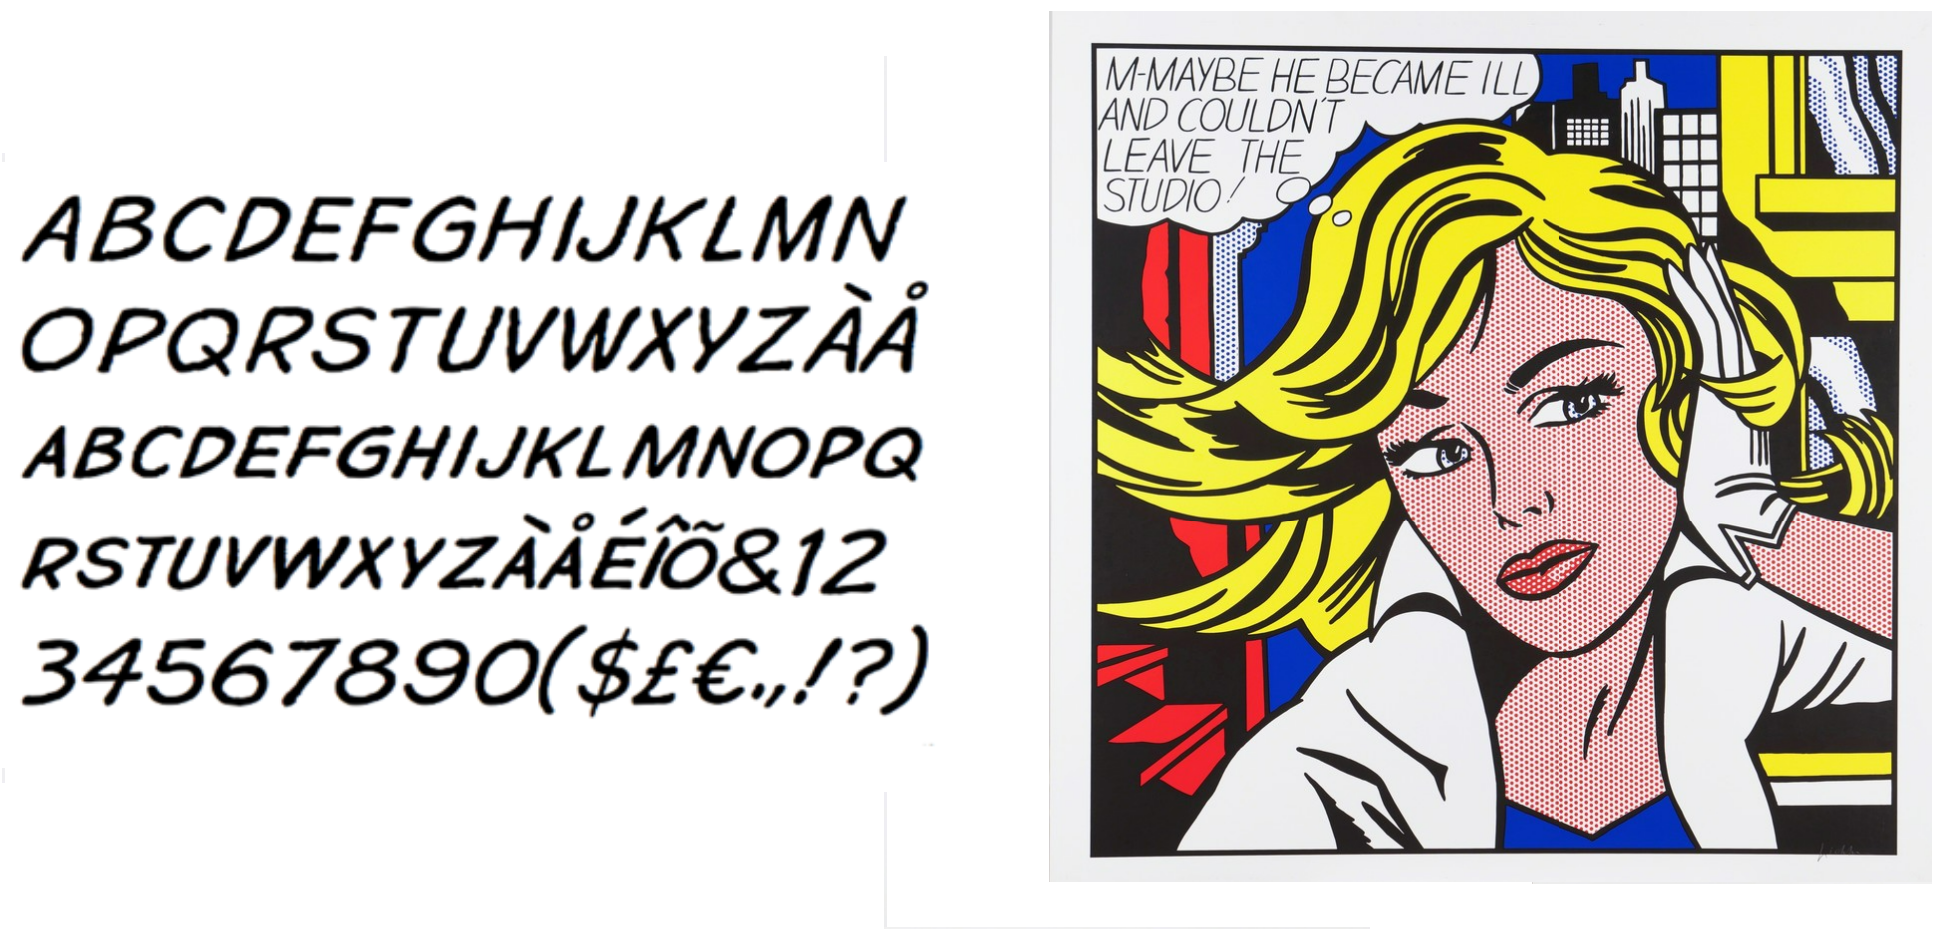 ABCDEFGHIJKLMN
OPQRSTUVWXYZÀÅ
ABCDEFGHIJKLMNOPQ
RSTUVWXYZÀÅÉÎÕ&12
34567890($£€.,!?)
M-MAYBE HE BECAME ILL
AND COULDN'T
LEAVE THE
STUDIO!